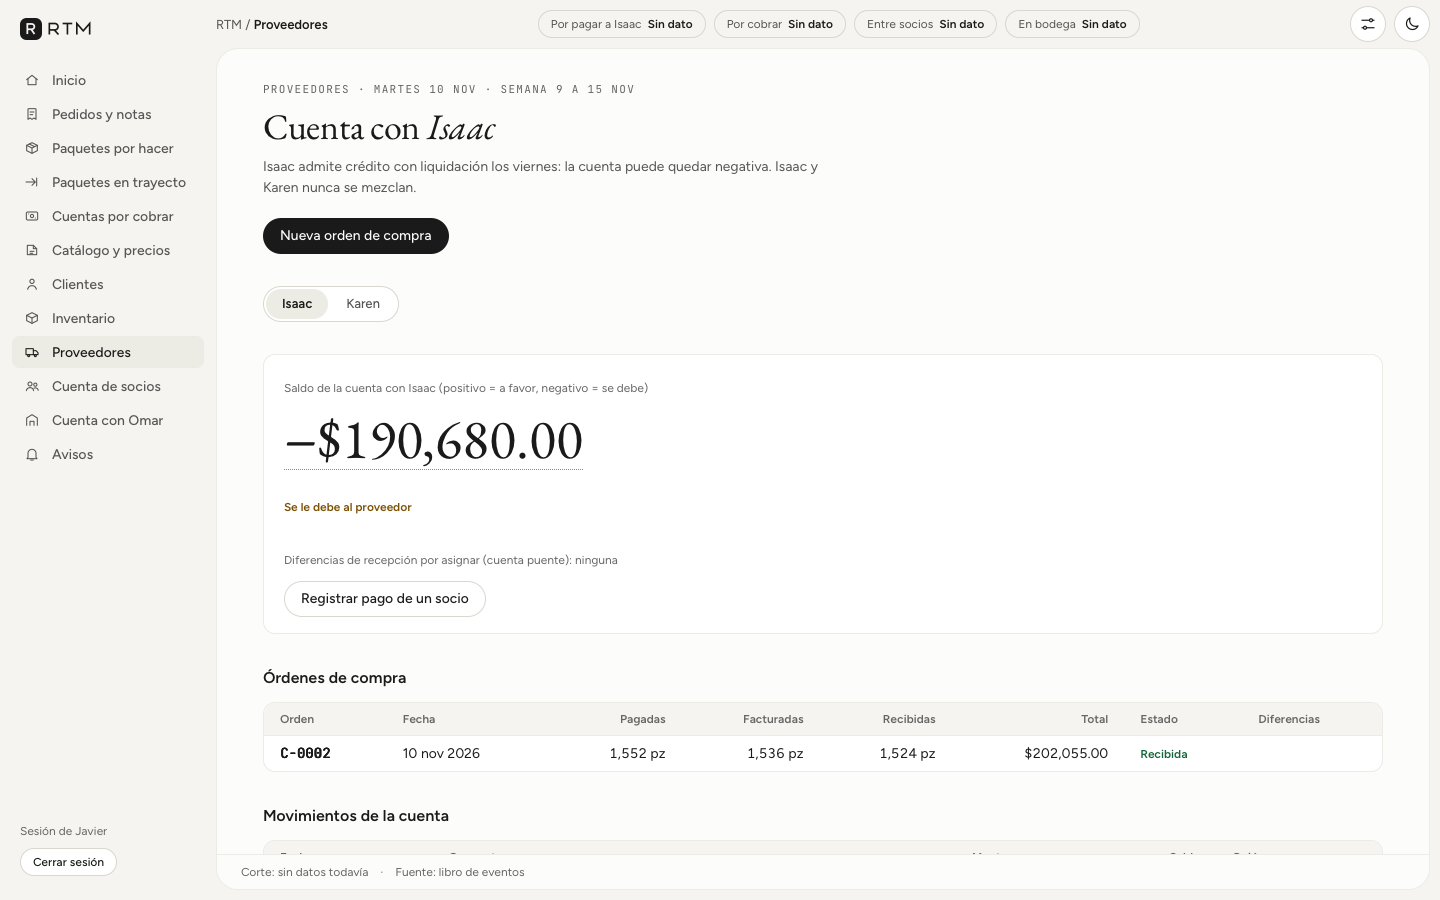 R RTM
RTM / Proveedores
Por pagar a Isaac Sin dato
Por cobrar Sin dato
Entre socios Sin dato
En bodega Sin dato
Inicio
Pedidos y notas
Paquetes por hacer
Paquetes en trayecto
Cuentas por cobrar
Catálogo y precios
Clientes
Inventario
Proveedores
Cuenta de socios
Cuenta con Omar
Avisos
Sesión de Javier
Cerrar sesión
PROVEEDORES · MARTES 10 NOV · SEMANA 9 A 15 NOV
Cuenta con Isaac
Isaac admite crédito con liquidación los viernes: la cuenta puede quedar negativa. Isaac y
Karen nunca se mezclan.
Nueva orden de compra
Isaac Karen
Saldo de la cuenta con Isaac (positivo = a favor, negativo = se debe)
−$190,680.00
Se le debe al proveedor
Diferencias de recepción por asignar (cuenta puente): ninguna
Registrar pago de un socio
Órdenes de compra
Orden Fecha Pagadas Facturadas Recibidas Total Estado Diferencias
C-0002 10 nov 2026 1,552 pz 1,536 pz 1,524 pz $202,055.00 Recibida
Movimientos de la cuenta
Corte: sin datos todavía · Fuente: libro de eventos